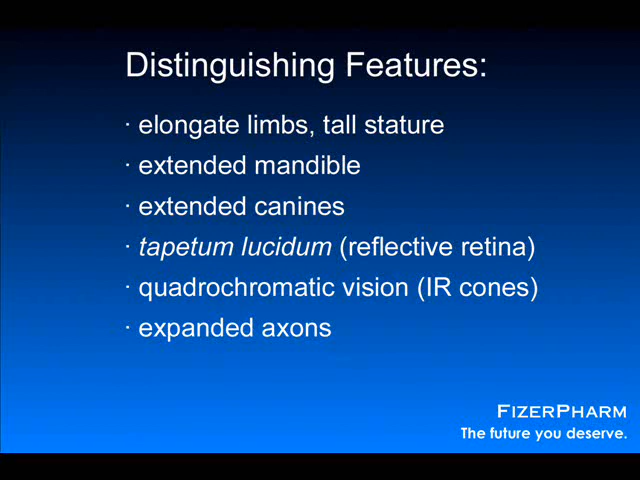 Distinguishing Features:
· elongate limbs, tall stature
· extended mandible
· extended canines
· tapetum lucidum (reflective retina)
· quadrochromatic vision (IR cones)
· expanded axons
FIZERPHARM
The future you deserve.